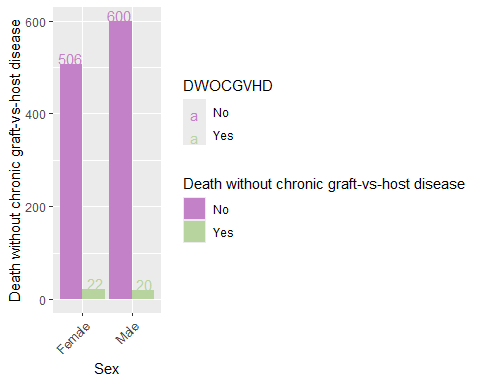 Death without chronic graft-vs-host disease
600
400
200
0
506
22
600
20
Female
Male
Sex
DWOCGVHD
a No
a Yes
Death without chronic graft-vs-host disease
No
Yes